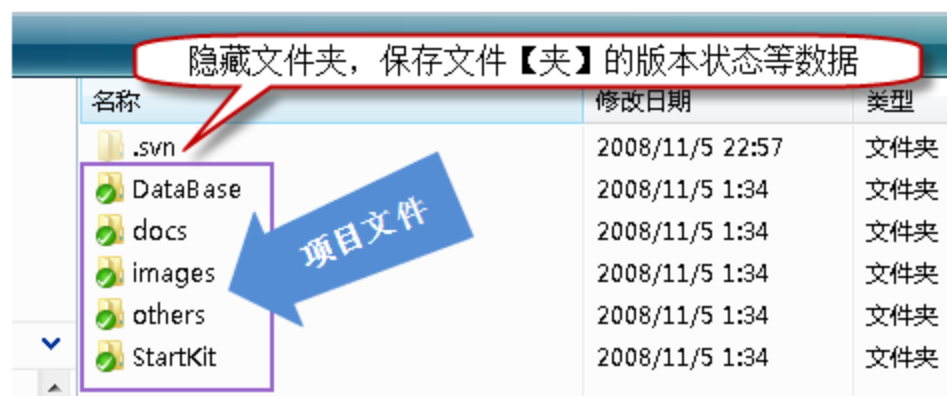 隐藏文件夹，保存文件【夹】的版本状态等数据
名称 修改日期 类型
.svn 2008/11/5 22:57 文件夹
DataBase 2008/11/5 1:34 文件夹
docs 2008/11/5 1:34 文件夹
images 2008/11/5 1:34 文件夹
others 2008/11/5 1:34 文件夹
StartKit 2008/11/5 1:34 文件夹
项目文件